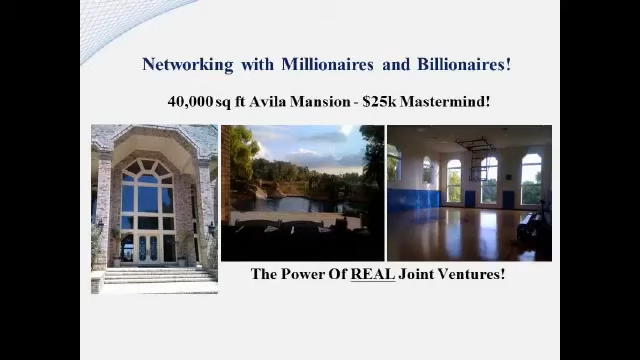 Networking with Millionaires and Billionaires!
40,000 sq ft Avila Mansion - $25k Mastermind!
The Power Of REAL Joint Ventures!